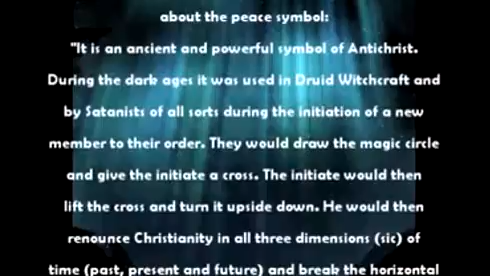 about the peace symbol:
"It is an ancient and powerful symbol of Antichrist.
During the dark ages it was used in Druid Witchcraft and
by Satanists of all sorts during the initiation of a new
member to their order. They would draw the magic circle
and give the initiate a cross. The initiate would then
lift the cross and turn it upside down. He would then
renounce Christianity in all three dimensions (sic) of
time (past, present and future) and break the horizontal